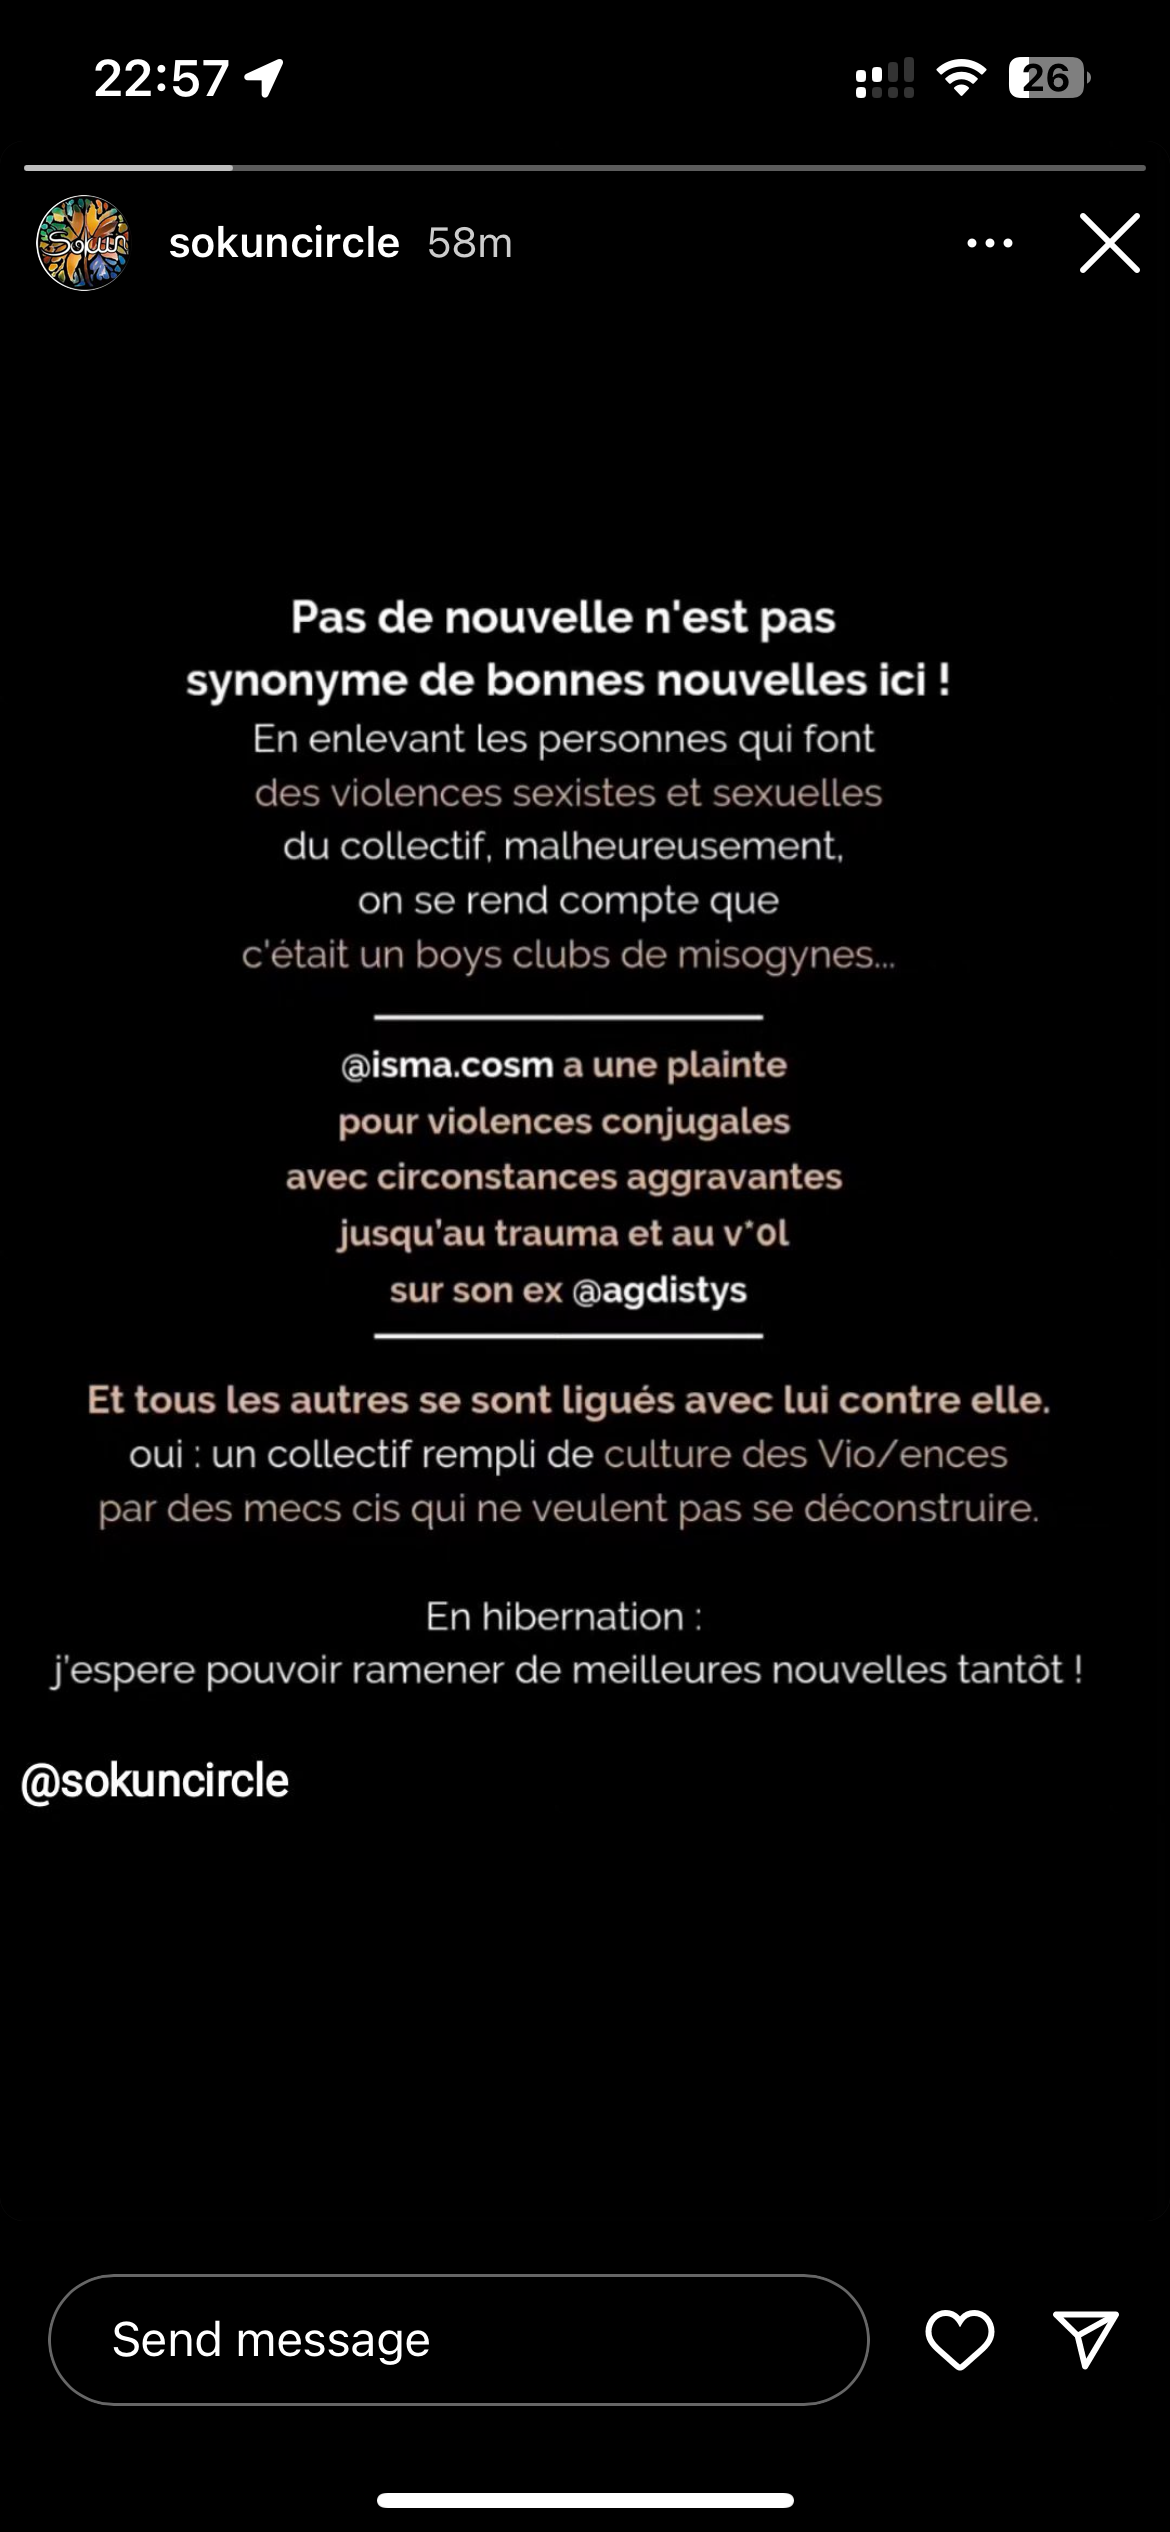 22:57
26
sokuncircle 58m
Sokun
Pas de nouvelle n'est pas
synonyme de bonnes nouvelles ici !
En enlevant les personnes qui font
des violences sexistes et sexuelles
du collectif, malheureusement,
on se rend compte que
c'était un boys clubs de misogynes...
@isma.cosm a une plainte
pour violences conjugales
avec circonstances aggravantes
jusqu'au trauma et au v*ol
sur son ex @agdistys
Et tous les autres se sont ligués avec lui contre elle.
oui : un collectif rempli de culture des Vio/ences
par des mecs cis qui ne veulent pas se déconstruire.
En hibernation :
j'espere pouvoir ramener de meilleures nouvelles tantôt !
@sokuncircle
Send message